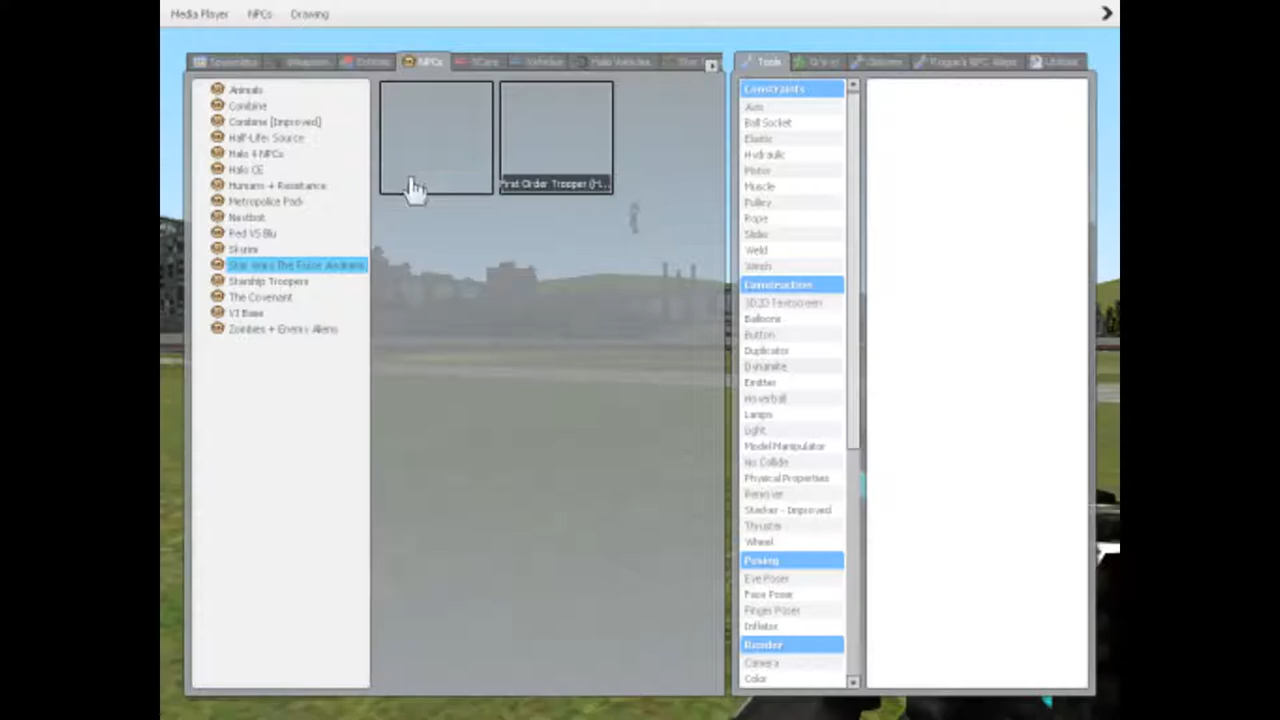 Media Player NPCs Drawing
NPCs
Halo Vehicles
Tools
Utilities
Animals
Combine
Combine [Improved]
Half-Life: Source
Halo 4 NPCs
Halo CE
Humans + Resistance
Metropolice Pack
Nextbot
Red VS Blu
Skyrim
Star Wars The Force Awakens
Starship Troopers
The Covenant
VJ Base
Zombies + Enemy Aliens
First Order Trooper (H...
Constraints
Axis
Ball Socket
Elastic
Hydraulic
Motor
Muscle
Pulley
Rope
Slider
Weld
Winch
Construction
3D2D Textscreen
Balloons
Button
Duplicator
Dynamite
Emitter
Hoverball
Lamps
Light
Model Manipulator
No Collide
Physical Properties
Remover
Stacker - Improved
Thruster
Wheel
Posing
Eye Poser
Face Poser
Finger Poser
Inflator
Render
Camera
Color